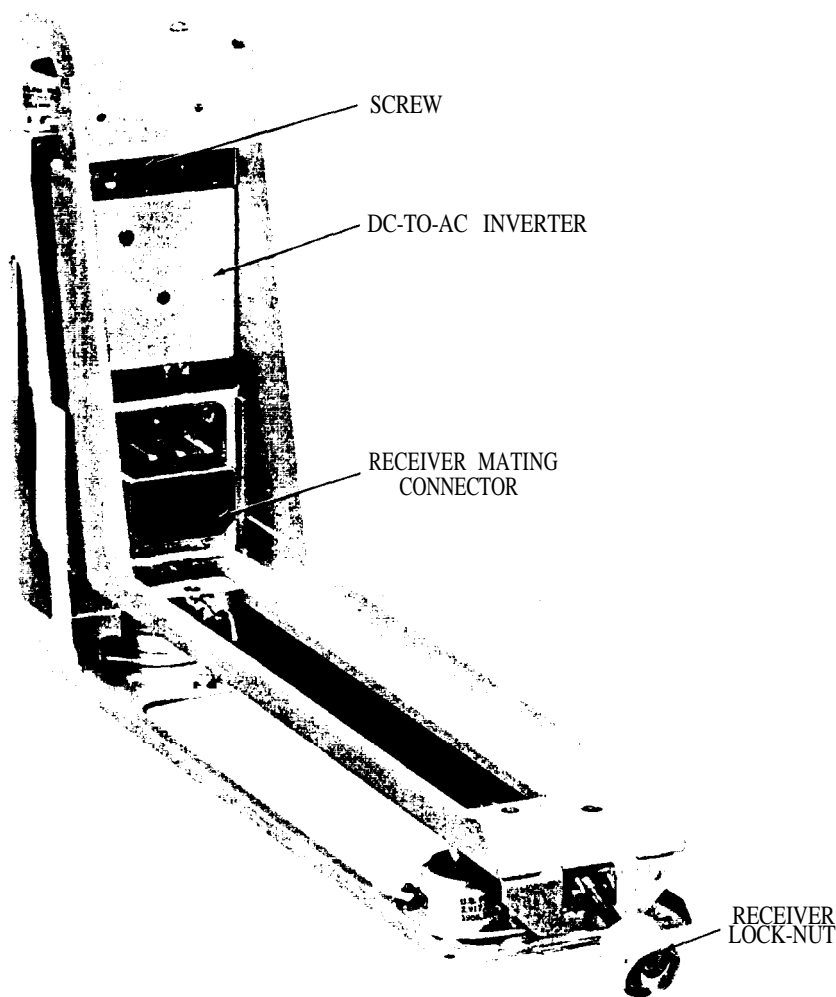 SCREW
DC-TO-AC INVERTER
RECEIVER MATING
CONNECTOR
U.S.
RECEIVER
LOCK-NUT